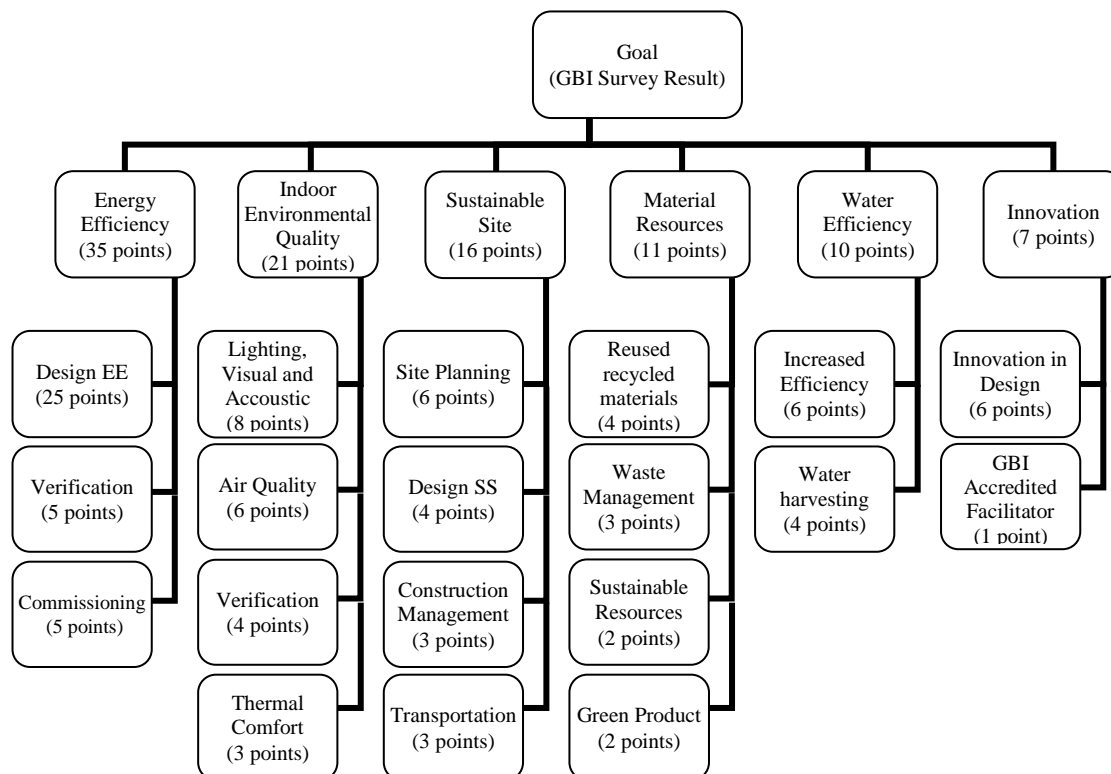 Goal
(GBI Survey Result)
Energy
Efficiency
(35 points)
Indoor
Environmental
Quality
(21 points)
Sustainable
Site
(16 points)
Material
Resources
(11 points)
Water
Efficiency
(10 points)
Innovation
(7 points)
Design EE
(25 points)
Verification
(5 points)
Commissioning
(5 points)
Lighting,
Visual and
Accoustic
(8 points)
Air Quality
(6 points)
Verification
(4 points)
Thermal
Comfort
(3 points)
Site Planning
(6 points)
Design SS
(4 points)
Construction
Management
(3 points)
Transportation
(3 points)
Reused
recycled
materials
(4 points)
Waste
Management
(3 points)
Sustainable
Resources
(2 points)
Green Product
(2 points)
Increased
Efficiency
(6 points)
Water
harvesting
(4 points)
Innovation in
Design
(6 points)
GBI
Accredited
Facilitator
(1 point)